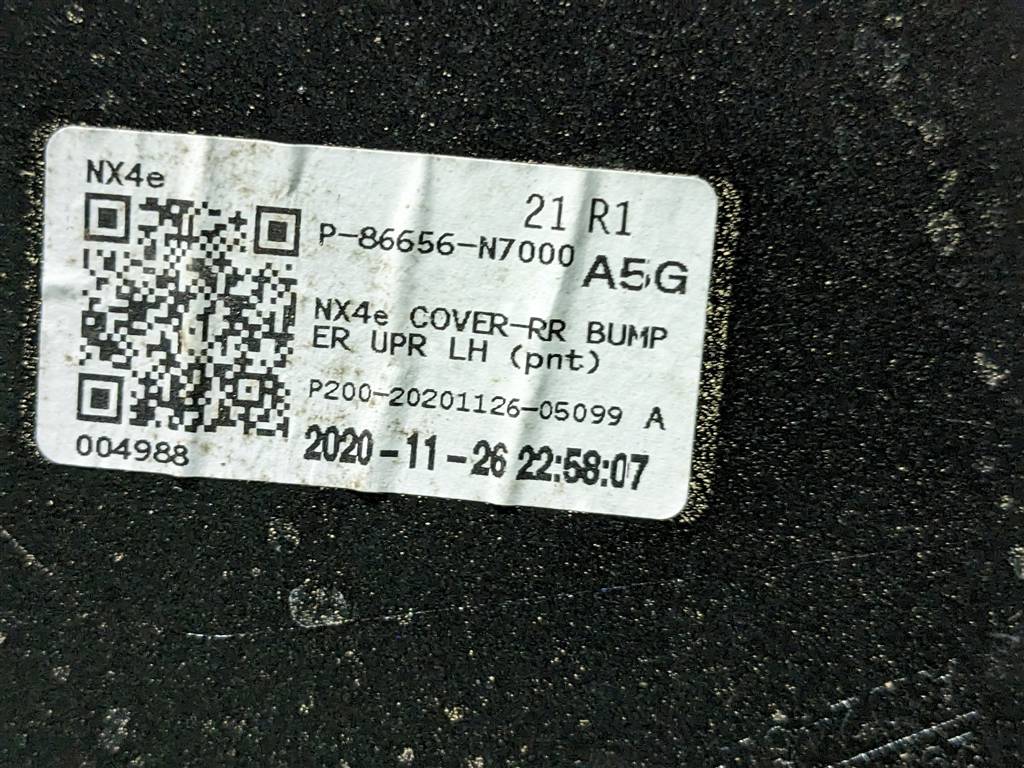 NX4e
21 R1
P-86656-N7000 A5G
NX4e COVER-RR BUMP
ER UPR LH (pnt)
P200-20201126-05099 A
004988
2020-11-26 22:58:07